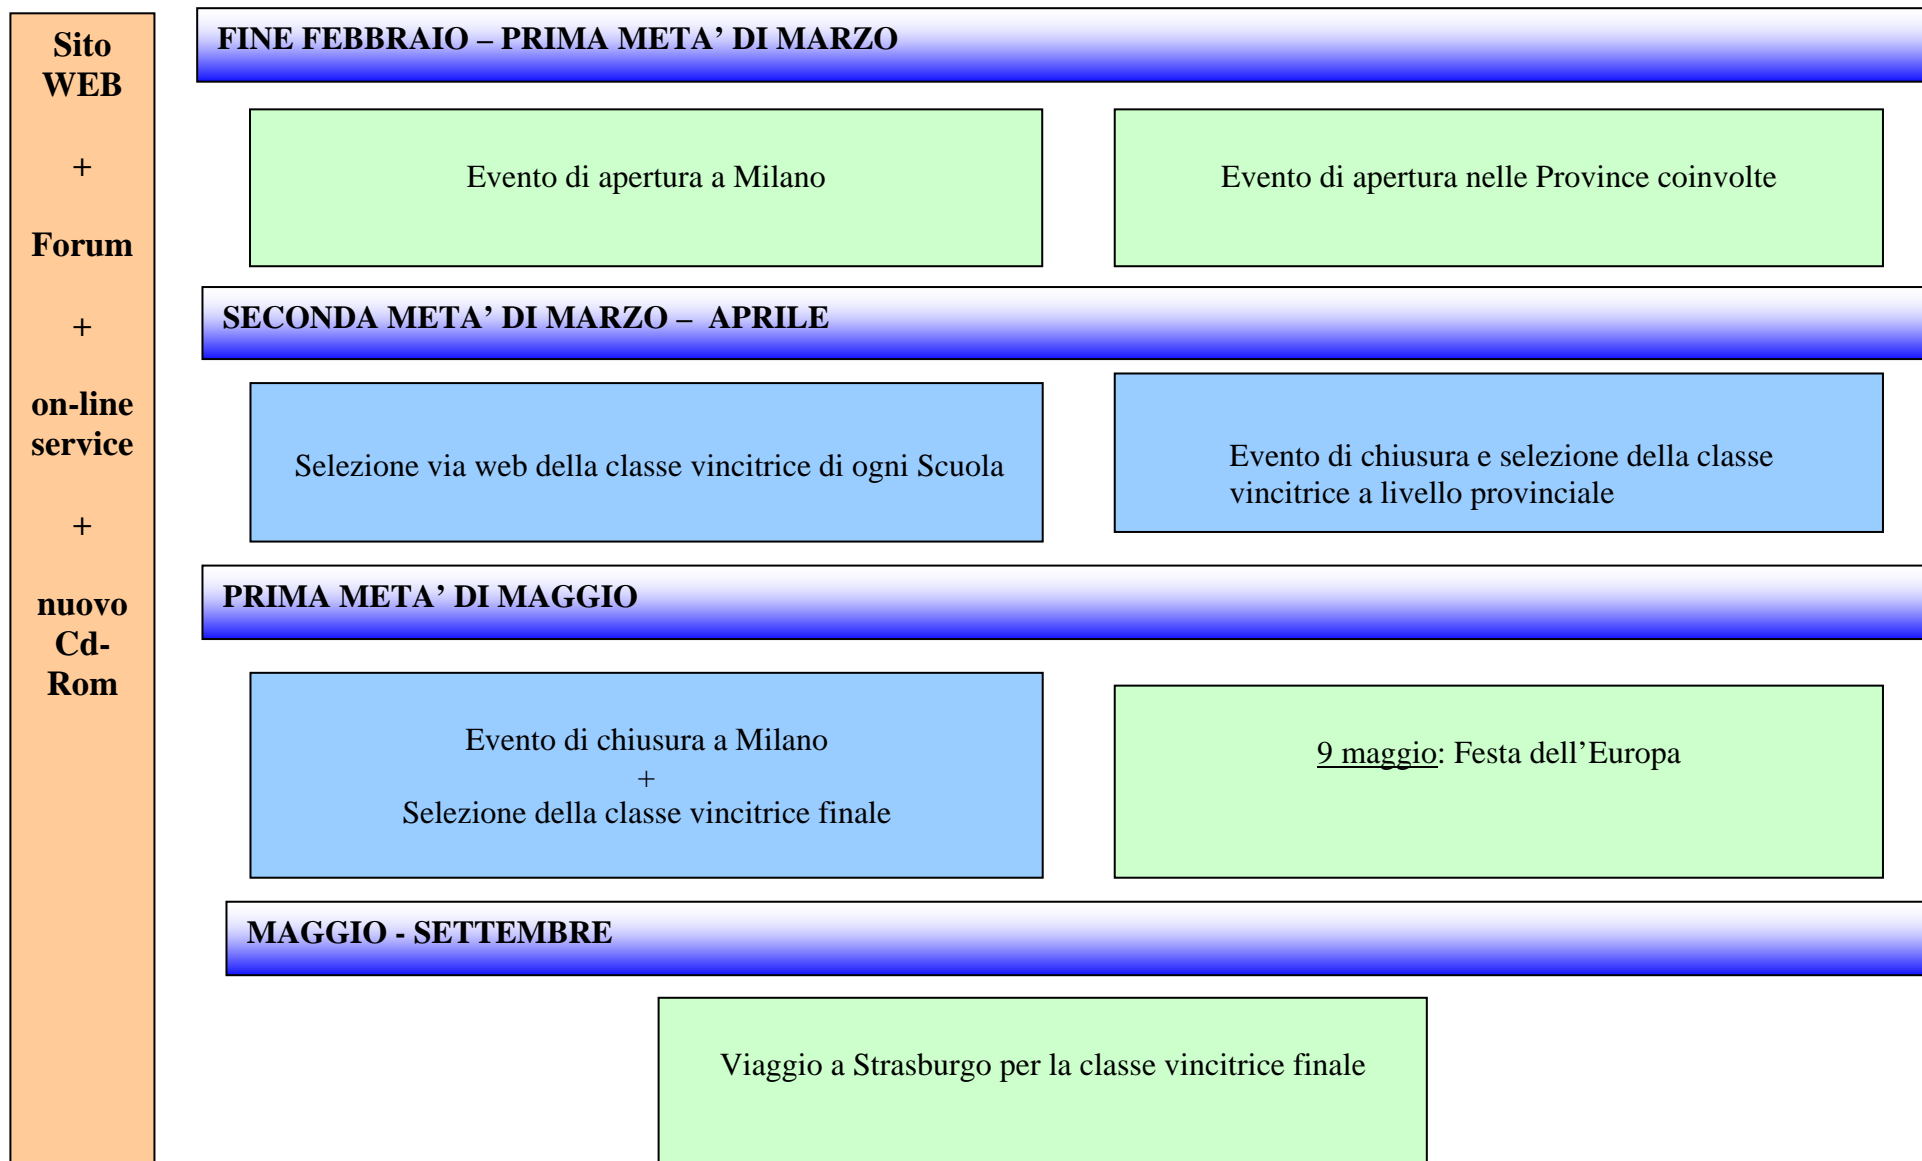 Sito
WEB
+
Forum
+
on-line
service
+
nuovo
Cd-
Rom
FINE FEBBRAIO – PRIMA META’ DI MARZO
Evento di apertura a Milano
Evento di apertura nelle Province coinvolte
SECONDA META’ DI MARZO – APRILE
Selezione via web della classe vincitrice di ogni Scuola
Evento di chiusura e selezione della classe
vincitrice a livello provinciale
PRIMA META’ DI MAGGIO
Evento di chiusura a Milano
+
Selezione della classe vincitrice finale
9 maggio: Festa dell’Europa
MAGGIO - SETTEMBRE
Viaggio a Strasburgo per la classe vincitrice finale